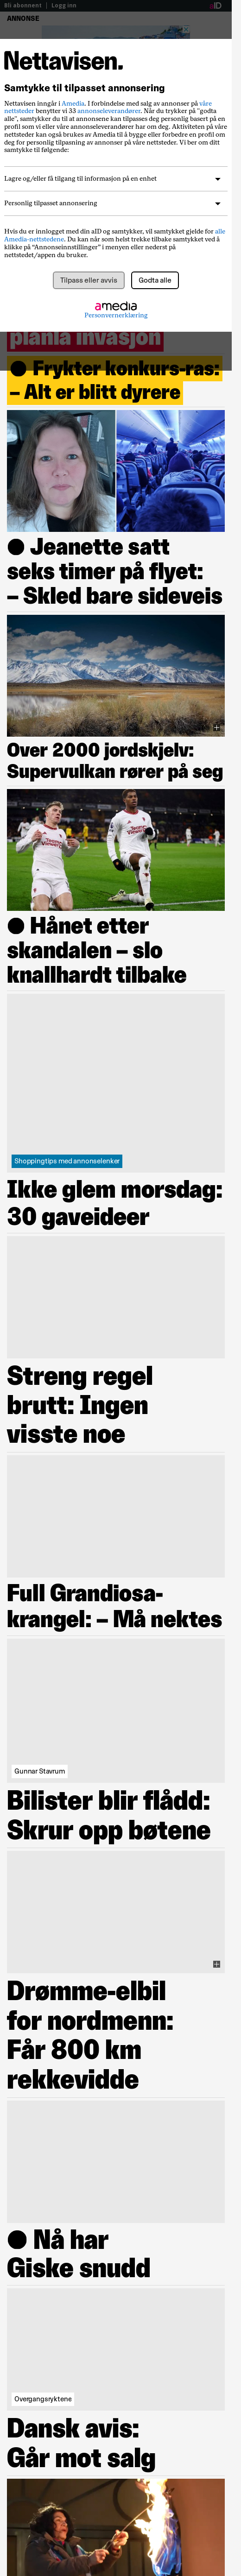 Bli abonnent | Logg inn
aID
ANNONSE
Nettavisen.
Samtykke til tilpasset annonsering
Nettavisen inngår i Amedia. I forbindelse med salg av annonser på våre
nettsteder benytter vi 33 annonseleverandører. Når du trykker på "godta
alle", samtykker du til at annonsene kan tilpasses deg personlig basert på en
profil som vi eller våre annonseleverandører har om deg. Aktiviteten på våre
nettsteder kan også brukes av Amedia til å bygge eller forbedre en profil om
deg for personlig tilpasning av annonser på våre nettsteder. Vi ber om ditt
samtykke til følgende:
Lagre og/eller få tilgang til informasjon på en enhet
Personlig tilpasset annonsering
Hvis du er innlogget med din aID og samtykker, vil samtykket gjelde for alle
Amedia-nettstedene. Du kan når som helst trekke tilbake samtykket ved å
klikke på “Annonseinnstillinger” i menyen eller nederst på
nettstedet/appen du bruker.
Tilpass eller avvis
Godta alle
amedia
Personvernerklæring
planla invasjon
● Frykter konkurs-ras:
– Alt er blitt dyrere
● Jeanette satt
seks timer på flyet:
– Skled bare sideveis
Over 2000 jordskjelv:
Supervulkan rører på seg
● Hånet etter
skandalen – slo
knallhardt tilbake
Shoppingtips med annonselenker
Ikke glem morsdag:
30 gaveideer
Streng regel
brutt: Ingen
visste noe
Full Grandiosa-
krangel: – Må nektes
Gunnar Stavrum
Bilister blir flådd:
Skrur opp bøtene
Drømme-elbil
for nordmenn:
Får 800 km
rekkevidde
● Nå har
Giske snudd
Overgangsryktene
Dansk avis:
Går mot salg